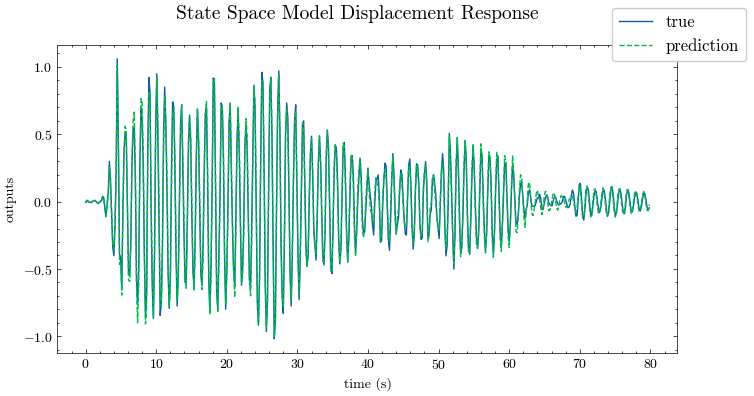 State Space Model Displacement Response
true
prediction
1.0
0.5
0.0
−0.5
−1.0
outputs
0 10 20 30 40 50 60 70 80
time (s)